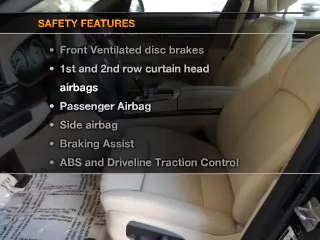 SAFETY FEATURES
• Front Ventilated disc brakes
• 1st and 2nd row curtain head
airbags
• Passenger Airbag
• Side airbag
• Braking Assist
• ABS and Driveline Traction Control